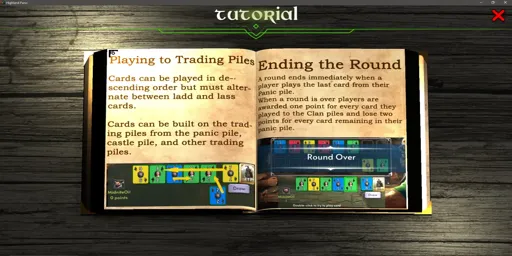 Tutorial
Playing to Trading Piles
Cards can be played in de--
scending order but must alter-
nate between ladd and lass
cards.
Cards can be built on the trad-
ing piles from the panic pile,
castle pile, and other trading
piles.
Ending the Round
A round ends immediately when a
player plays the last card from their
Panic pile.
When a round is over players are
awarded one point for every card they
played to the Clan piles and lose two
points for every card remaining in their
panic pile.
Round Over